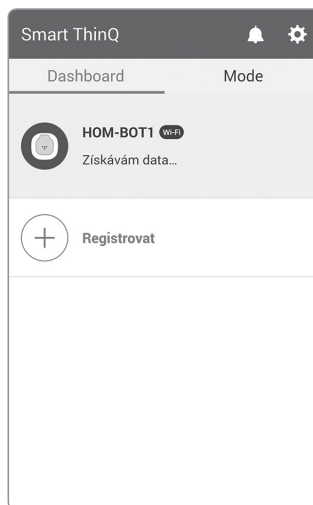 Smart ThinQ
Dashboard Mode
HOM-BOT1 Wi-Fi
Získávám data...
Registrovat